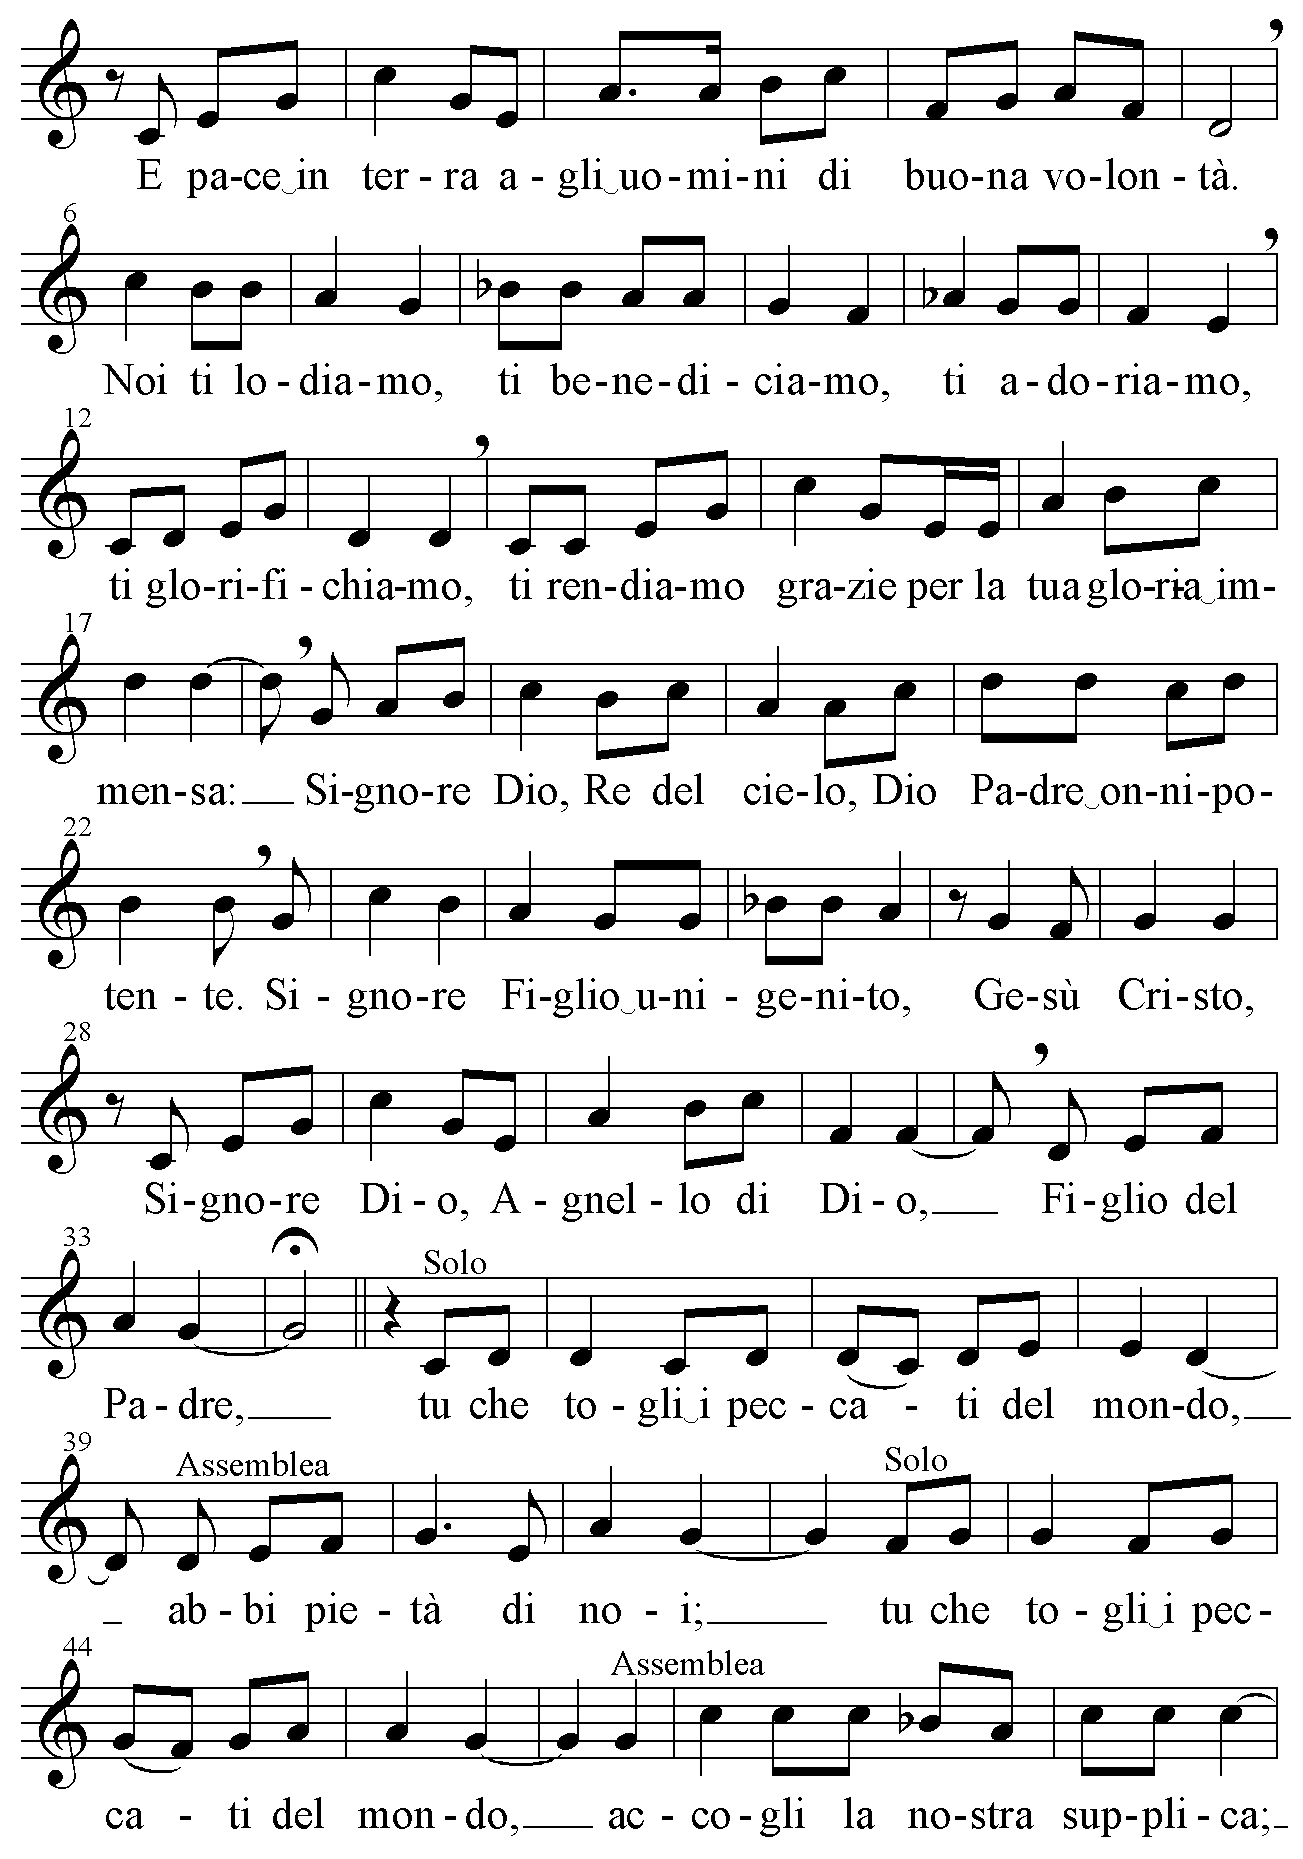 E pa-ce‿in ter-ra a-gli‿uo-mi-ni di buo-na vo-lon-tà.
6
Noi ti lo-dia-mo, ti be-ne-di-cia-mo, ti a-do-ria-mo,
12
ti glo-ri-fi-chia-mo, ti ren-dia-mo gra-zie per la tua glo-ria‿im-
17
men-sa:__ Si-gno-re Dio, Re del cie-lo, Dio Pa-dre‿on-ni-po-
22
ten-te. Si-gno-re Fi-glio‿u-ni-ge-ni-to, Ge-sù Cri-sto,
28
Si-gno-re Di-o, A-gnel-lo di Di-o,__ Fi-glio del
33
Solo
Pa-dre,__ tu che to-gli‿i pec-ca-ti del mon-do,__
39
Assemblea Solo
_ ab-bi pie-tà di no-i;__ tu che to-gli‿i pec-
44
Assemblea
ca-ti del mon-do,__ ac-co-gli la no-stra sup-pli-ca;_